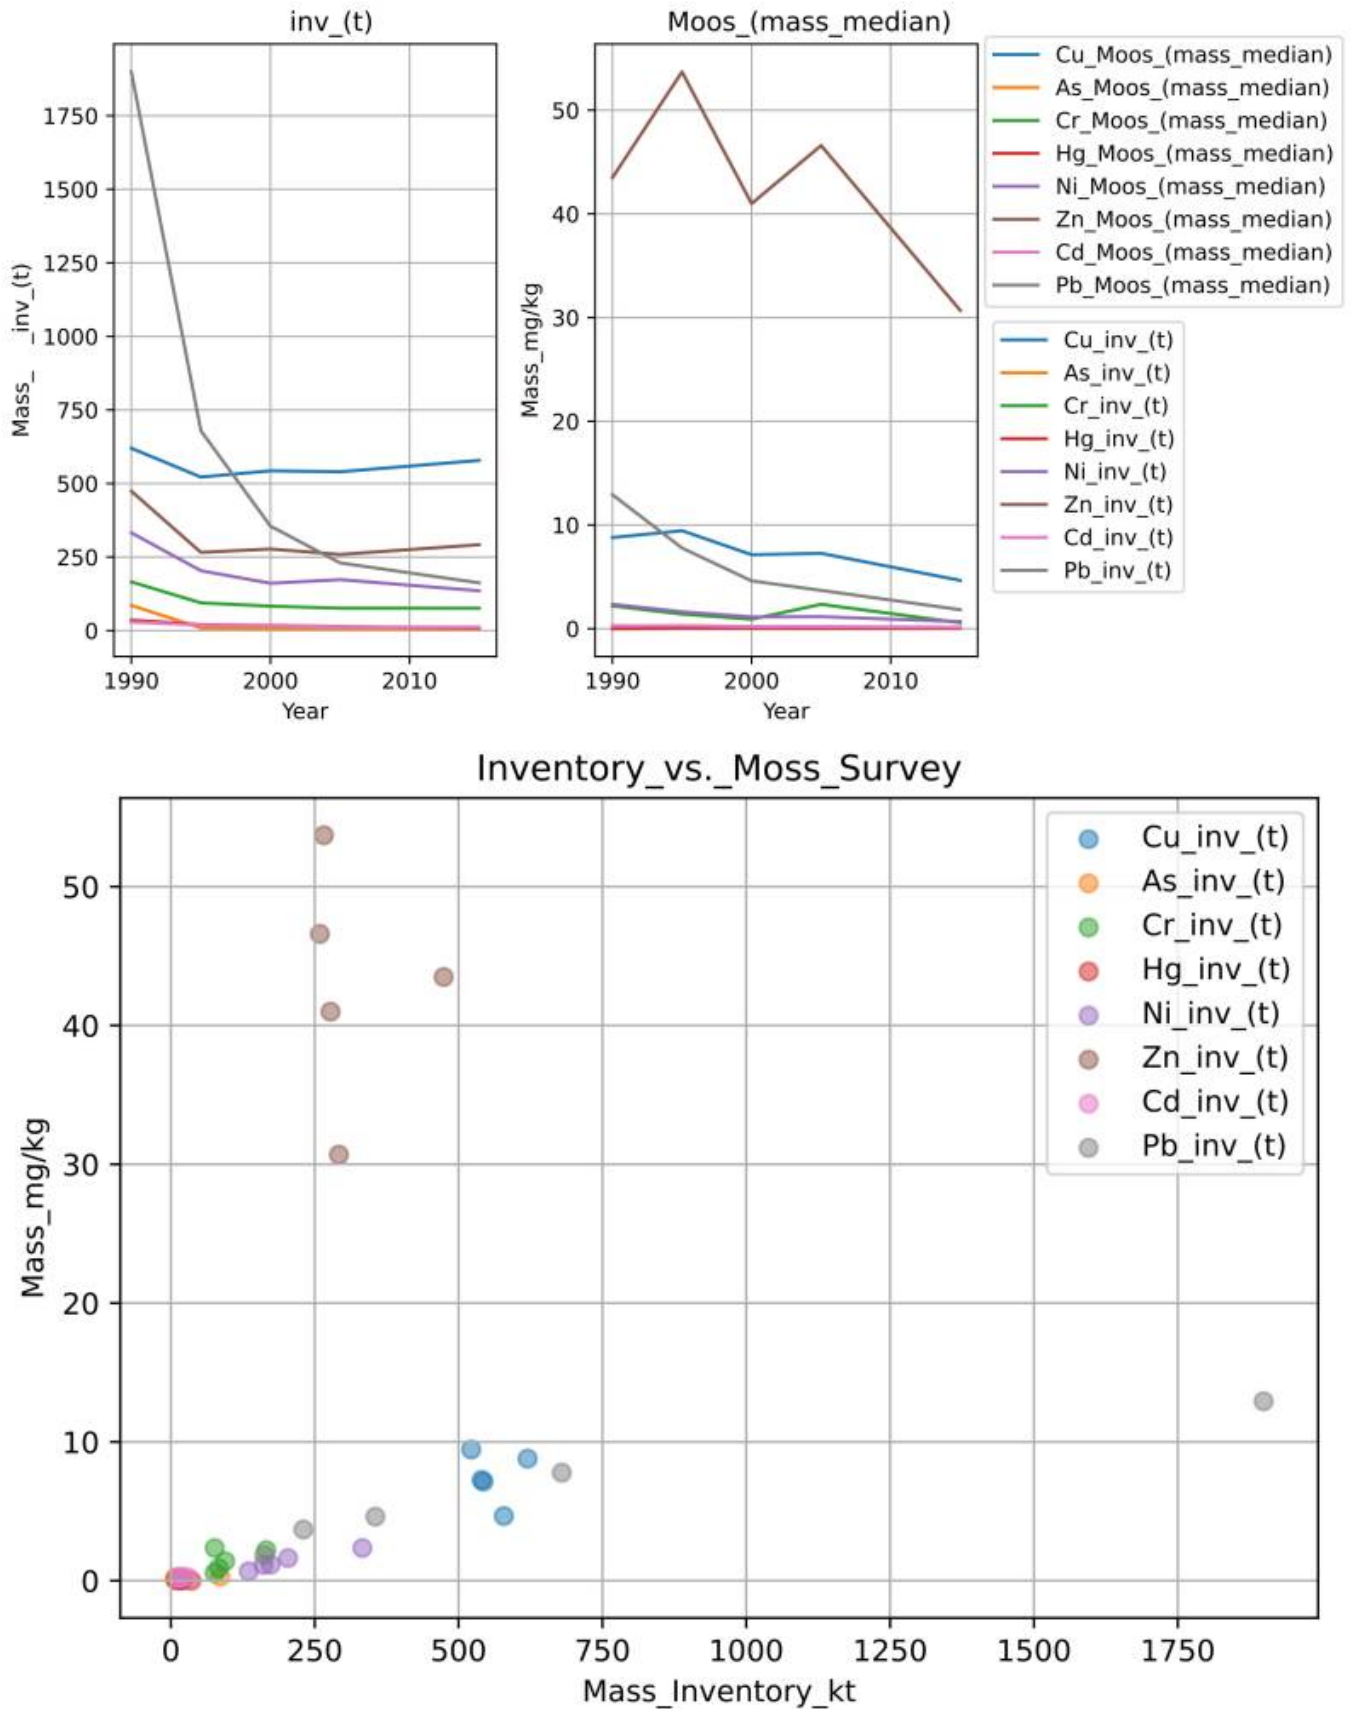 inv_(t)
Mass_ _inv_(t)
1750
1500
1250
1000
750
500
250
0
1990
2000
2010
Year
Moos_(mass_median)
Mass_mg/kg
50
40
30
20
10
0
1990
2000
2010
Year
Cu_Moos_(mass_median)
As_Moos_(mass_median)
Cr_Moos_(mass_median)
Hg_Moos_(mass_median)
Ni_Moos_(mass_median)
Zn_Moos_(mass_median)
Cd_Moos_(mass_median)
Pb_Moos_(mass_median)
Cu_inv_(t)
As_inv_(t)
Cr_inv_(t)
Hg_inv_(t)
Ni_inv_(t)
Zn_inv_(t)
Cd_inv_(t)
Pb_inv_(t)
Inventory_vs._Moss_Survey
Mass_mg/kg
50
40
30
20
10
0
0
250
500
750
1000
1250
1500
1750
Mass_Inventory_kt
Cu_inv_(t)
As_inv_(t)
Cr_inv_(t)
Hg_inv_(t)
Ni_inv_(t)
Zn_inv_(t)
Cd_inv_(t)
Pb_inv_(t)